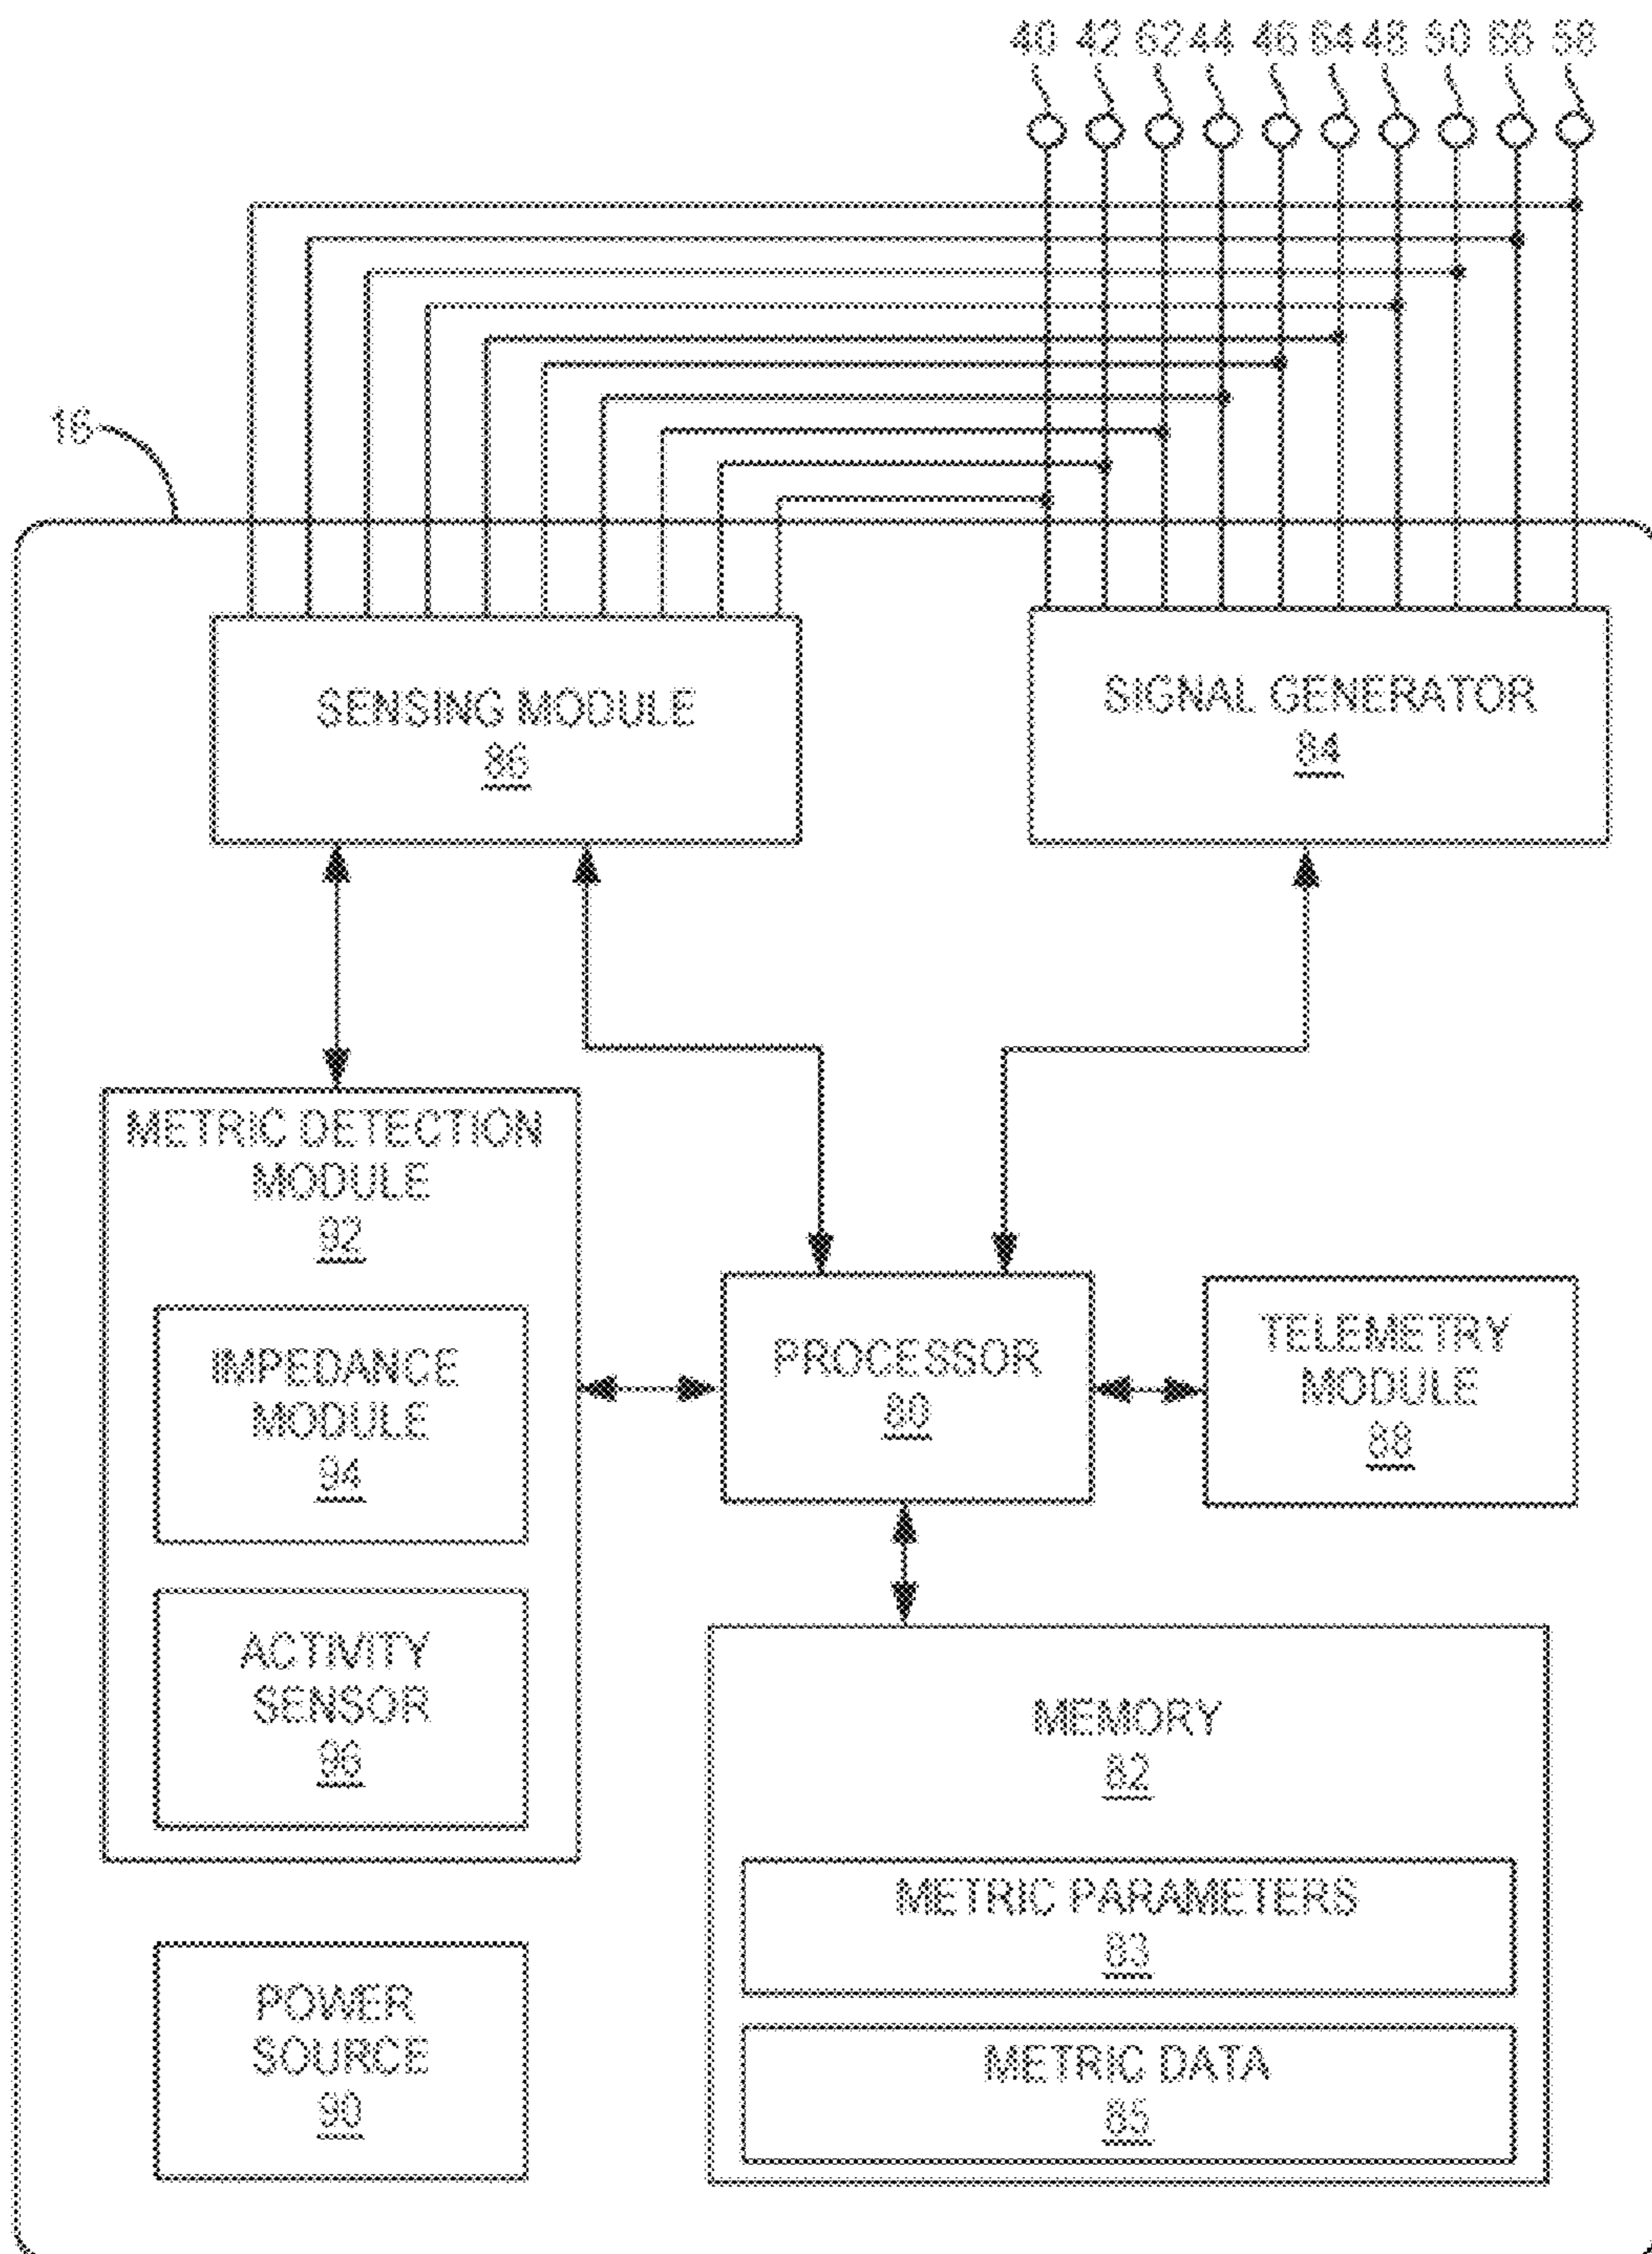 40 42 62 44 46 64 48 50 66 58
16
SENSING MODULE
86
SIGNAL GENERATOR
84
METRIC DETECTION
MODULE
92
IMPEDANCE
MODULE
94
ACTIVITY
SENSOR
96
PROCESSOR
80
TELEMETRY
MODULE
88
MEMORY
82
METRIC PARAMETERS
83
METRIC DATA
85
POWER
SOURCE
90